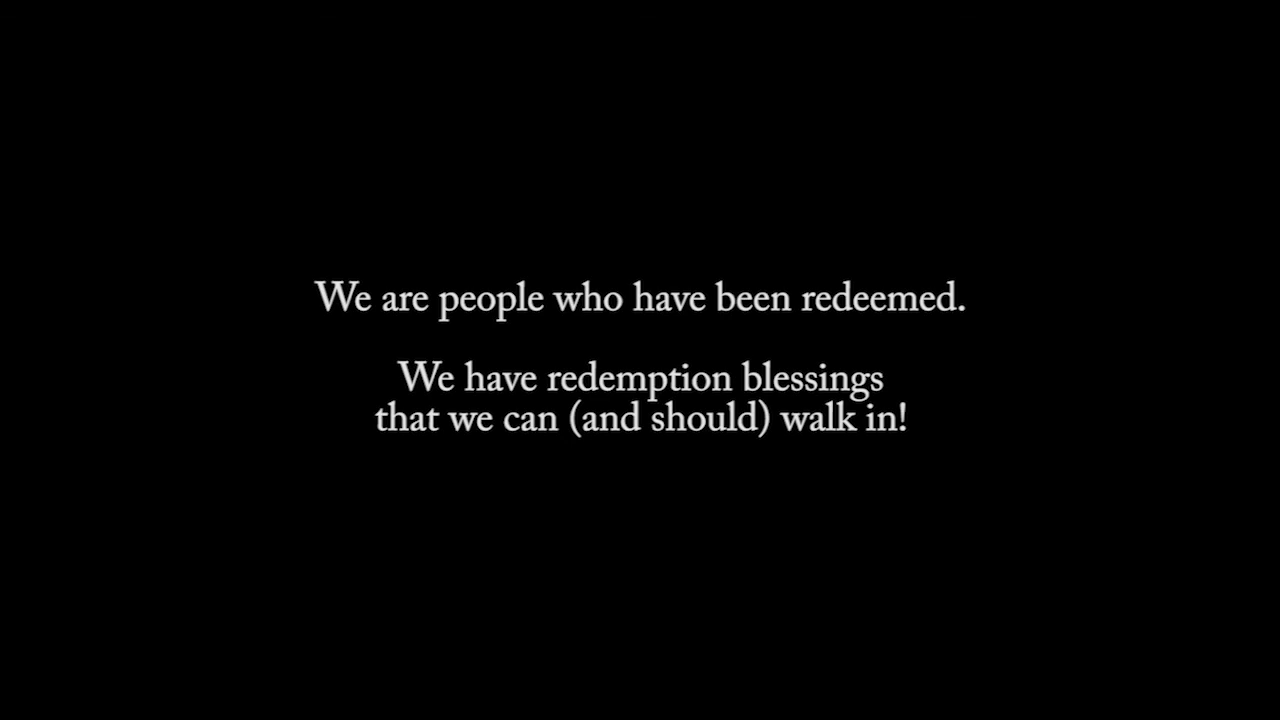 We are people who have been redeemed.
We have redemption blessings
that we can (and should) walk in!